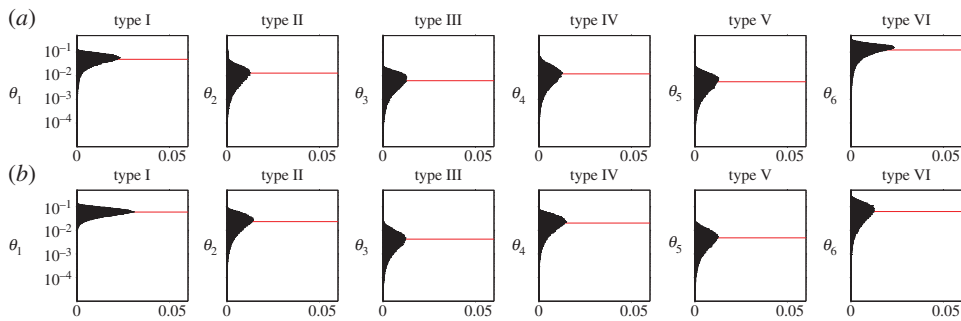 (a) type I type II type III type IV type V type VI
10⁻¹
10⁻²
10⁻³
10⁻⁴
θ₁ θ₂ θ₃ θ₄ θ₅ θ₆
0 0.05 0 0.05 0 0.05 0 0.05 0 0.05 0 0.05
(b) type I type II type III type IV type V type VI
10⁻¹
10⁻²
10⁻³
10⁻⁴
θ₁ θ₂ θ₃ θ₄ θ₅ θ₆
0 0.05 0 0.05 0 0.05 0 0.05 0 0.05 0 0.05